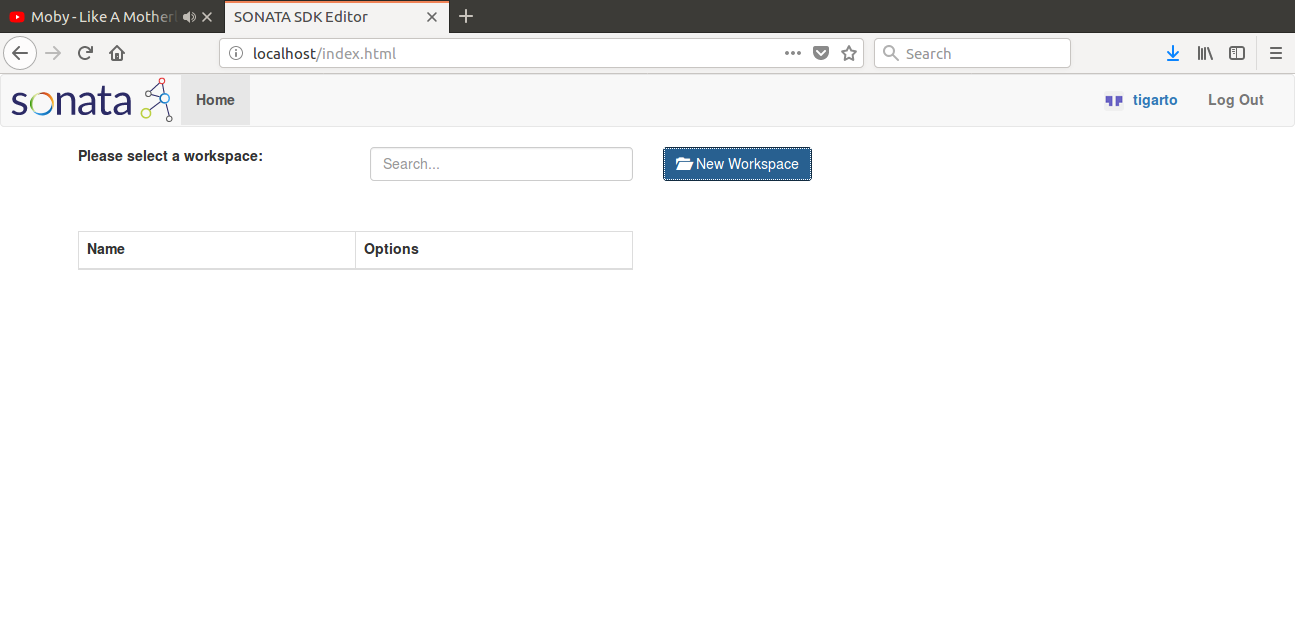 Moby - Like A Mother
SONATA SDK Editor
localhost/index.html
Search
sonata
Home
tigarto
Log Out
Please select a workspace:
Search...
New Workspace
Name
Options